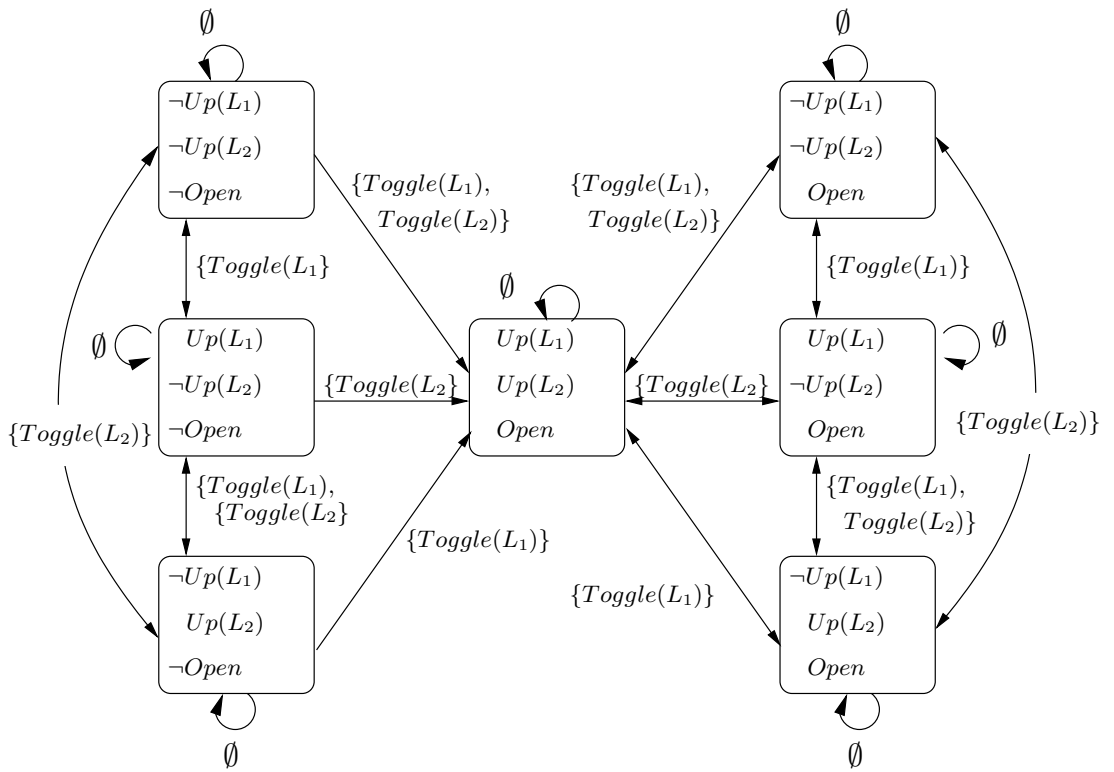 ∅
∅
¬Up(L₁)
¬Up(L₂)
¬Open
¬Up(L₁)
¬Up(L₂)
Open
{Toggle(L₁),
Toggle(L₂)}
{Toggle(L₁),
Toggle(L₂)}
{Toggle(L₁}
∅
{Toggle(L₁)}
∅
Up(L₁)
¬Up(L₂)
¬Open
{Toggle(L₂}
Up(L₁)
Up(L₂)
Open
{Toggle(L₂}
Up(L₁)
¬Up(L₂)
Open
∅
{Toggle(L₂)}
{Toggle(L₂)}
{Toggle(L₁),
{Toggle(L₂}
{Toggle(L₁),
Toggle(L₂)}
{Toggle(L₁)}
{Toggle(L₁)}
¬Up(L₁)
Up(L₂)
¬Open
¬Up(L₁)
Up(L₂)
Open
∅
∅